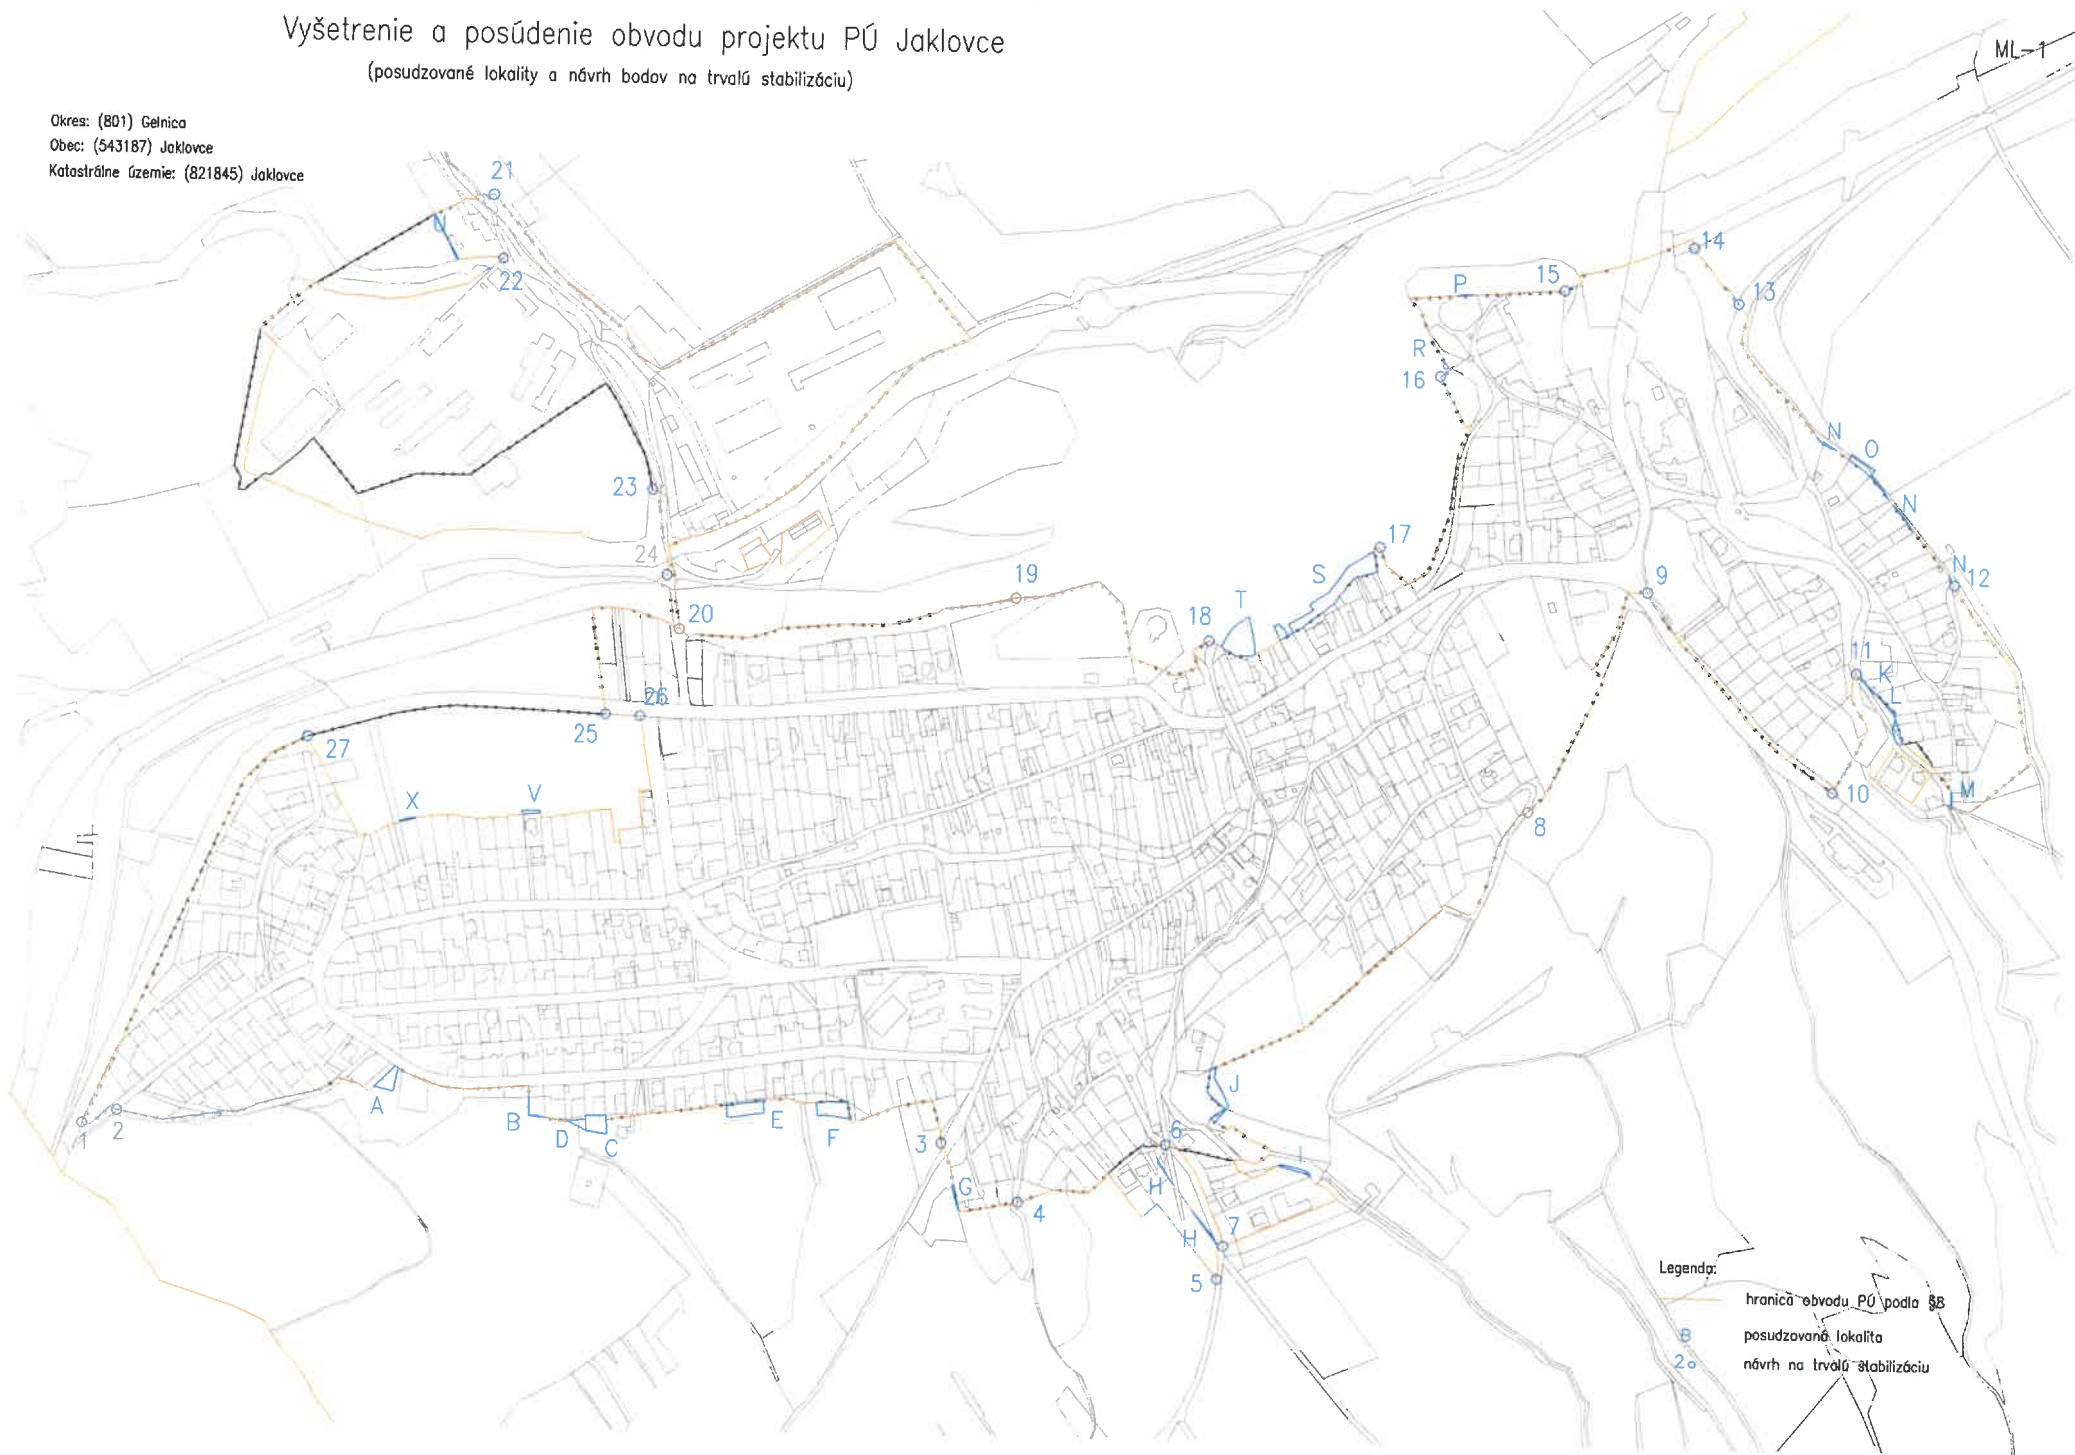 Vyšetrenie a posúdenie obvodu projektu PÚ Jaklovce
(posudzované lokality a návrh bodov na trvalú stabilizáciu)
ML-1
Okres: (801) Gelnica
Obec: (543187) Jaklovce
Katastrálne územie: (821845) Jaklovce
21
U
22
14
15
P
13
R
16
N
O
23
N
17
24
N
12
19
S
9
T
20
18
11
K
L
26
25
27
M
X
V
10
8
A
J
B
E
1
2
D
C
F
3
6
I
G
H
4
7
H
5
Legenda:
hranica obvodu PÚ podla §8
B
posudzovaná lokalita
2
návrh na trvalú stabilizáciu